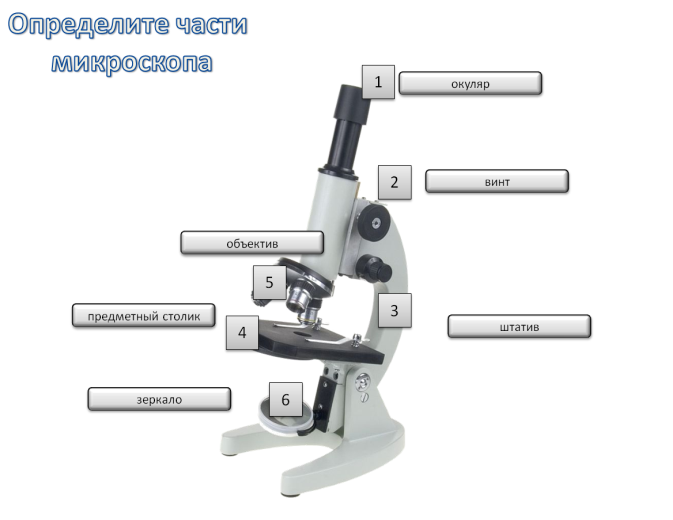 Определите части
микроскопа
1
окуляр
2
винт
объектив
5
3
предметный столик
4
штатив
зеркало
6